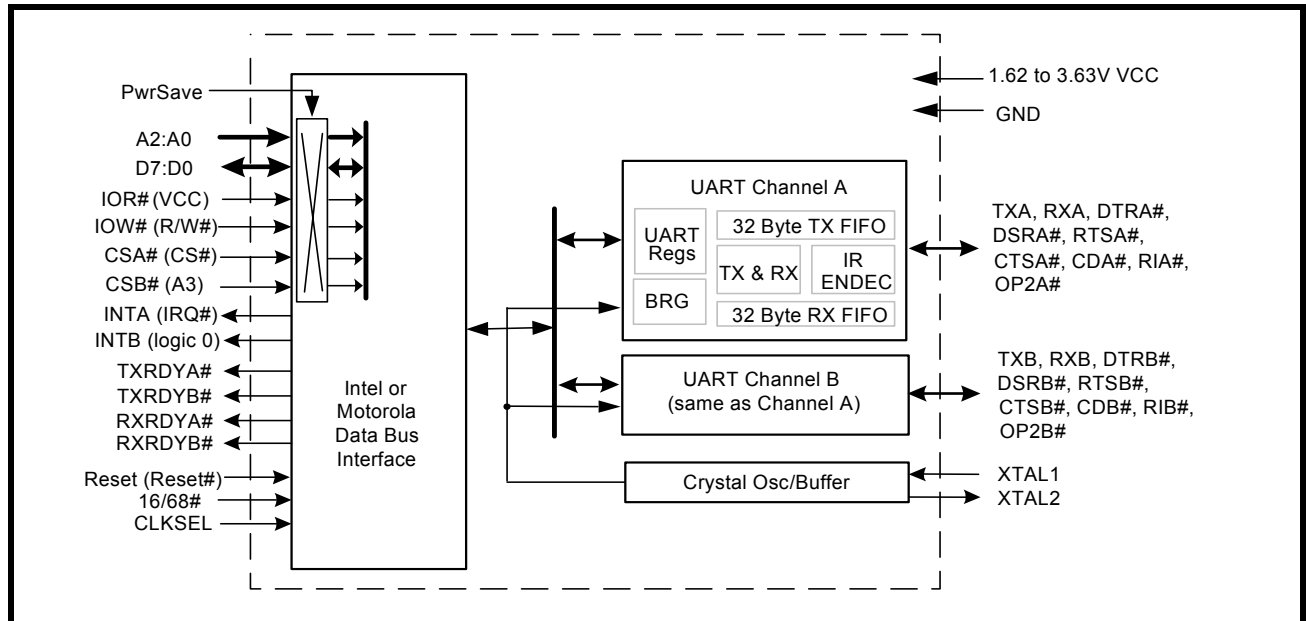 PwrSave
A2:A0
D7:D0
IOR# (VCC)
IOW# (R/W#)
CSA# (CS#)
CSB# (A3)
INTA (IRQ#)
INTB (logic 0)
TXRDYA#
TXRDYB#
RXRDYA#
RXRDYB#
Reset (Reset#)
16/68#
CLKSEL
Intel or
Motorola
Data Bus
Interface
UART Channel A
UART
Regs
BRG
32 Byte TX FIFO
TX & RX
IR
ENDEC
32 Byte RX FIFO
UART Channel B
(same as Channel A)
Crystal Osc/Buffer
1.62 to 3.63V VCC
GND
TXA, RXA, DTRA#,
DSRA#, RTSA#,
CTSA#, CDA#, RIA#,
OP2A#
TXB, RXB, DTRB#,
DSRB#, RTSB#,
CTSB#, CDB#, RIB#,
OP2B#
XTAL1
XTAL2